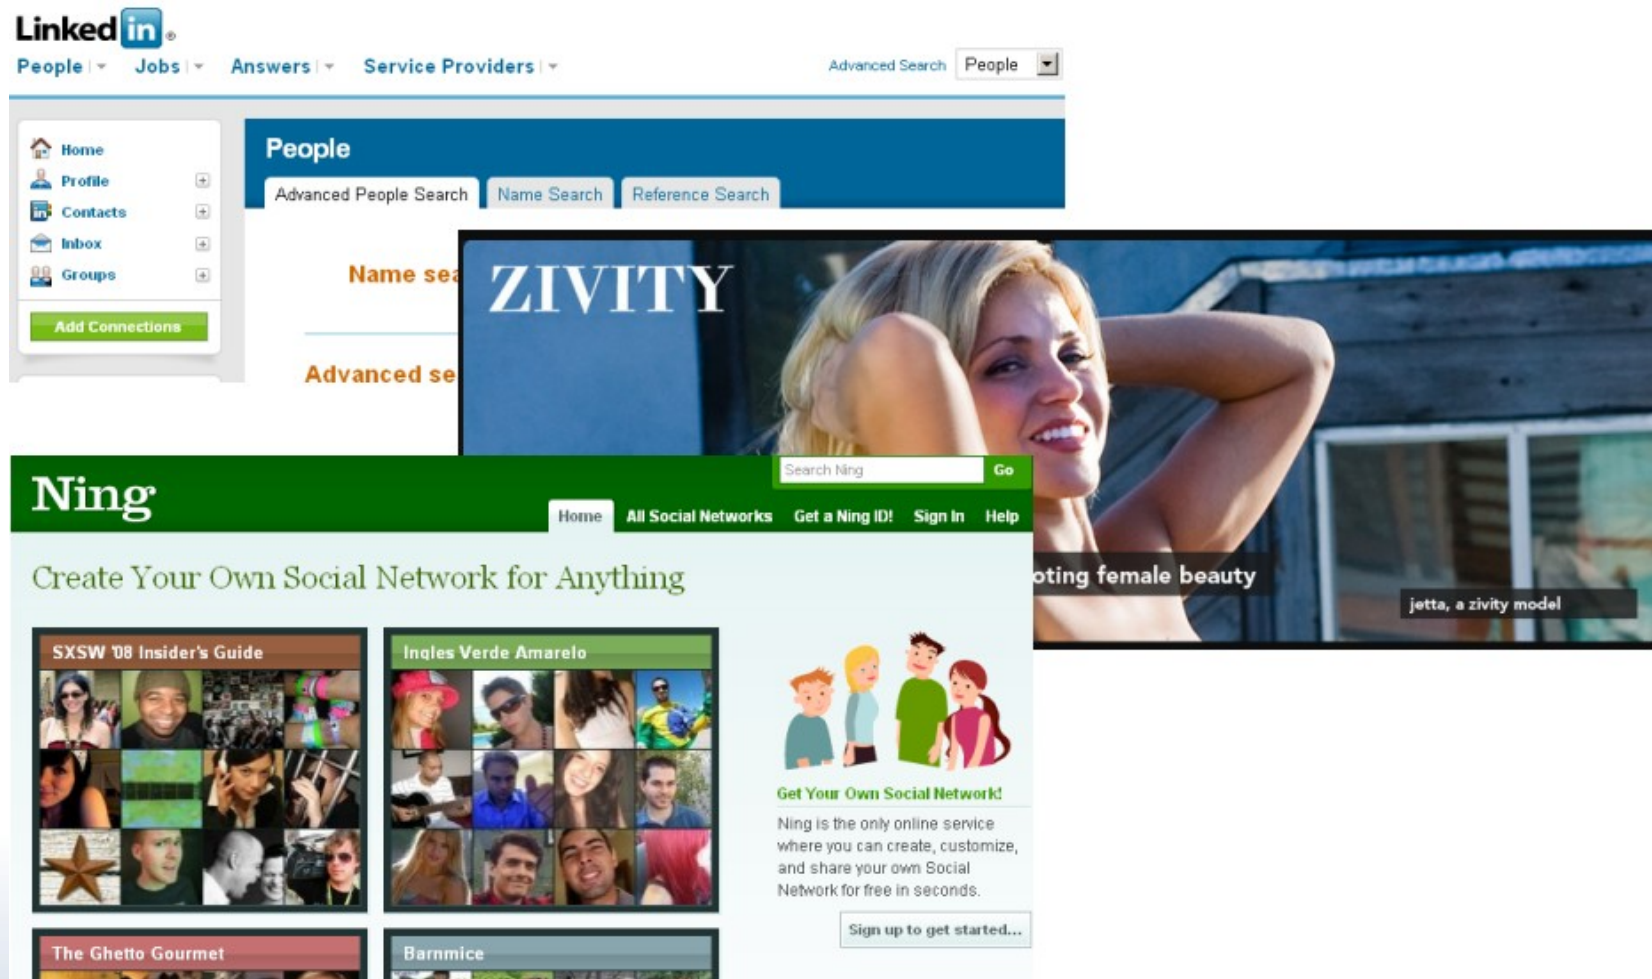 Linked in ®
People Jobs Answers Service Providers Advanced Search People
Home
Profile
Contacts
Inbox
Groups
Add Connections
People
Advanced People Search Name Search Reference Search
Name sea
Advanced se
ZIVITY
oting female beauty
jetta, a zivity model
Ning
Search Ning Go
Home All Social Networks Get a Ning ID! Sign In Help
Create Your Own Social Network for Anything
SXSW '08 Insider's Guide
Ingles Verde Amarelo
The Ghetto Gourmet
Barnmice
Get Your Own Social Network!
Ning is the only online service
where you can create, customize,
and share your own Social
Network for free in seconds.
Sign up to get started...